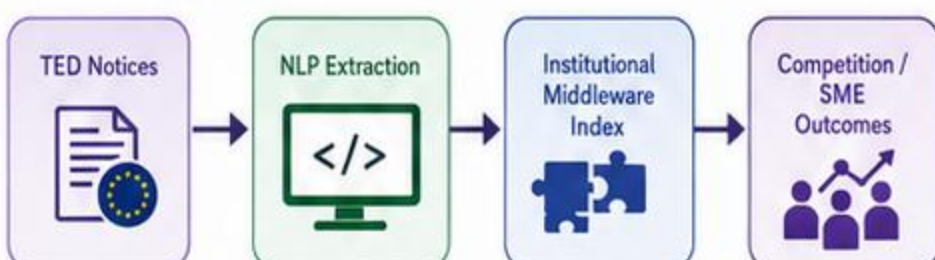 TED Notices
NLP Extraction
</>
Institutional
Middleware
Index
Competition /
SME
Outcomes